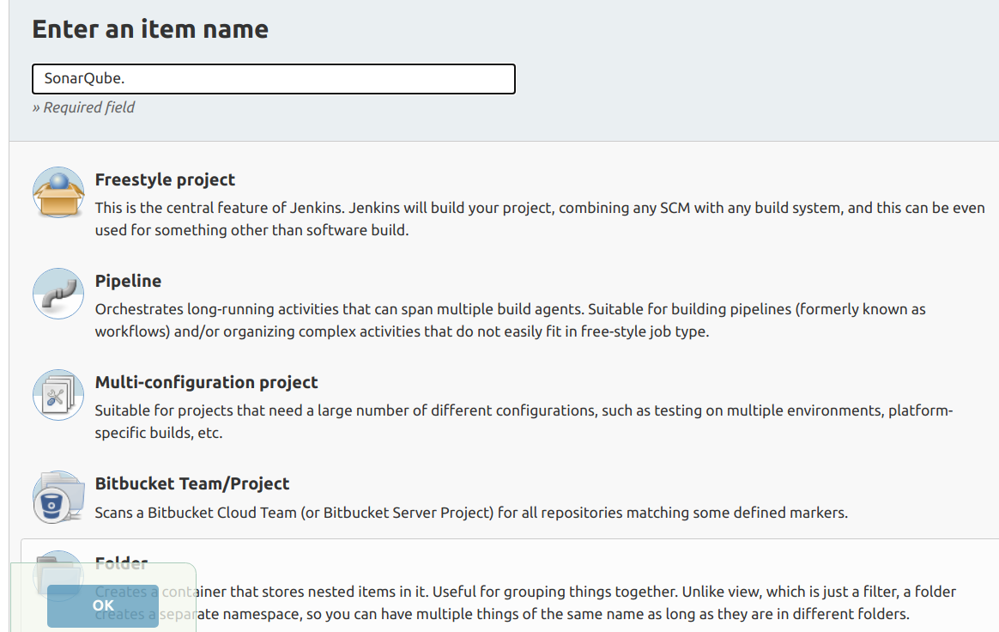 Enter an item name
SonarQube.
» Required field
Freestyle project
This is the central feature of Jenkins. Jenkins will build your project, combining any SCM with any build system, and this can be even
used for something other than software build.
Pipeline
Orchestrates long-running activities that can span multiple build agents. Suitable for building pipelines (formerly known as
workflows) and/or organizing complex activities that do not easily fit in free-style job type.
Multi-configuration project
Suitable for projects that need a large number of different configurations, such as testing on multiple environments, platform-
specific builds, etc.
Bitbucket Team/Project
Scans a Bitbucket Cloud Team (or Bitbucket Server Project) for all repositories matching some defined markers.
Folder
Creates a container that stores nested items in it. Useful for grouping things together. Unlike view, which is just a filter, a folder
creates a separate namespace, so you can have multiple things of the same name as long as they are in different folders.
OK